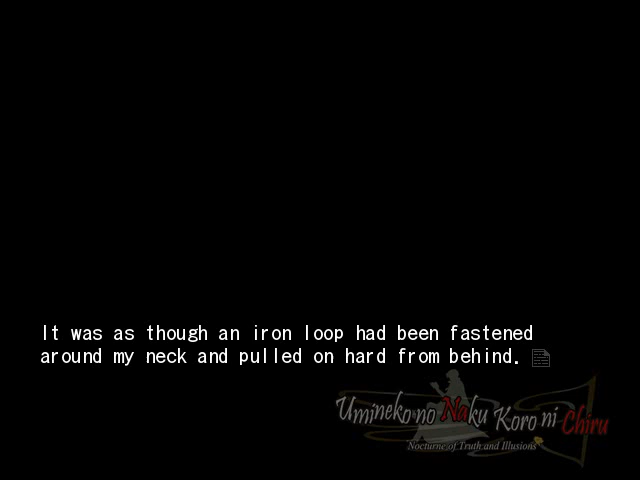 It was as though an iron loop had been fastened
around my neck and pulled on hard from behind.
Umineko no Naku Koro ni Chiru
Nocturne of Truth and Illusions